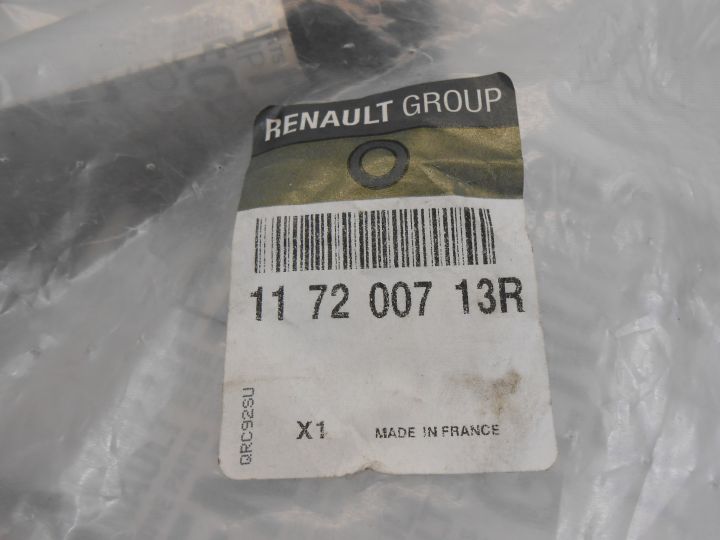 RENAULT GROUP
11 72 007 13R
QRC92SU
X1
MADE IN FRANCE